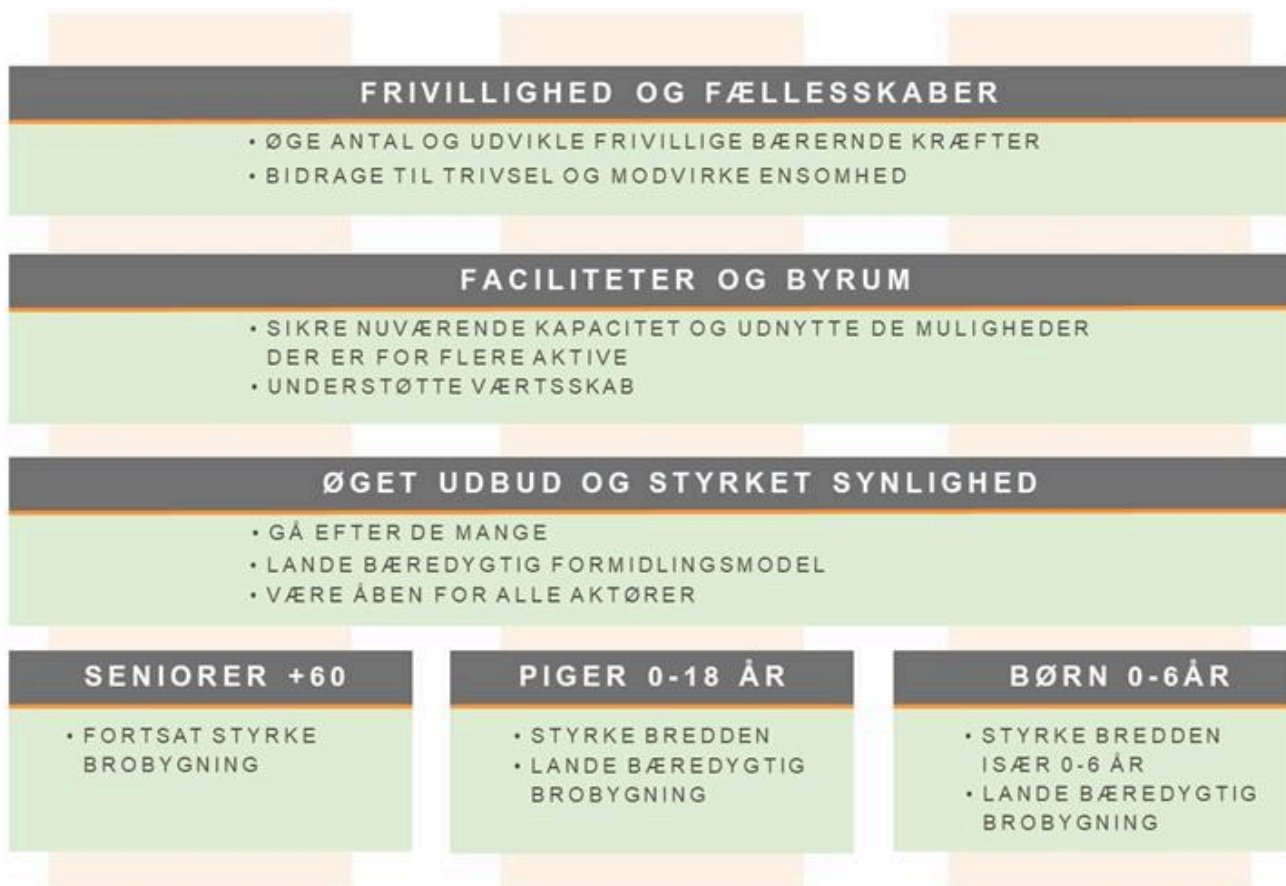 FRIVILLIGHED OG FÆLLESSKABER
• ØGE ANTAL OG UDVIKLE FRIVILLIGE BÆRERNDE KRÆFTER
• BIDRAGE TIL TRIVSEL OG MODVIRKE ENSOMHED
FACILITETER OG BYRUM
• SIKRE NUVÆRENDE KAPACITET OG UDNYTTE DE MULIGHEDER
DER ER FOR FLERE AKTIVE
• UNDERSTØTTE VÆRTSSKAB
ØGET UDBUD OG STYRKET SYNLIGHED
• GÅ EFTER DE MANGE
• LANDE BÆREDYGTIG FORMIDLINGSMODEL
• VÆRE ÅBEN FOR ALLE AKTØRER
SENIORER +60
• FORTSAT STYRKE
BROBYGNING
PIGER 0-18 ÅR
• STYRKE BREDDEN
• LANDE BÆREDYGTIG
BROBYGNING
BØRN 0-6ÅR
• STYRKE BREDDEN
ISÆR 0-6 ÅR
• LANDE BÆREDYGTIG
BROBYGNING